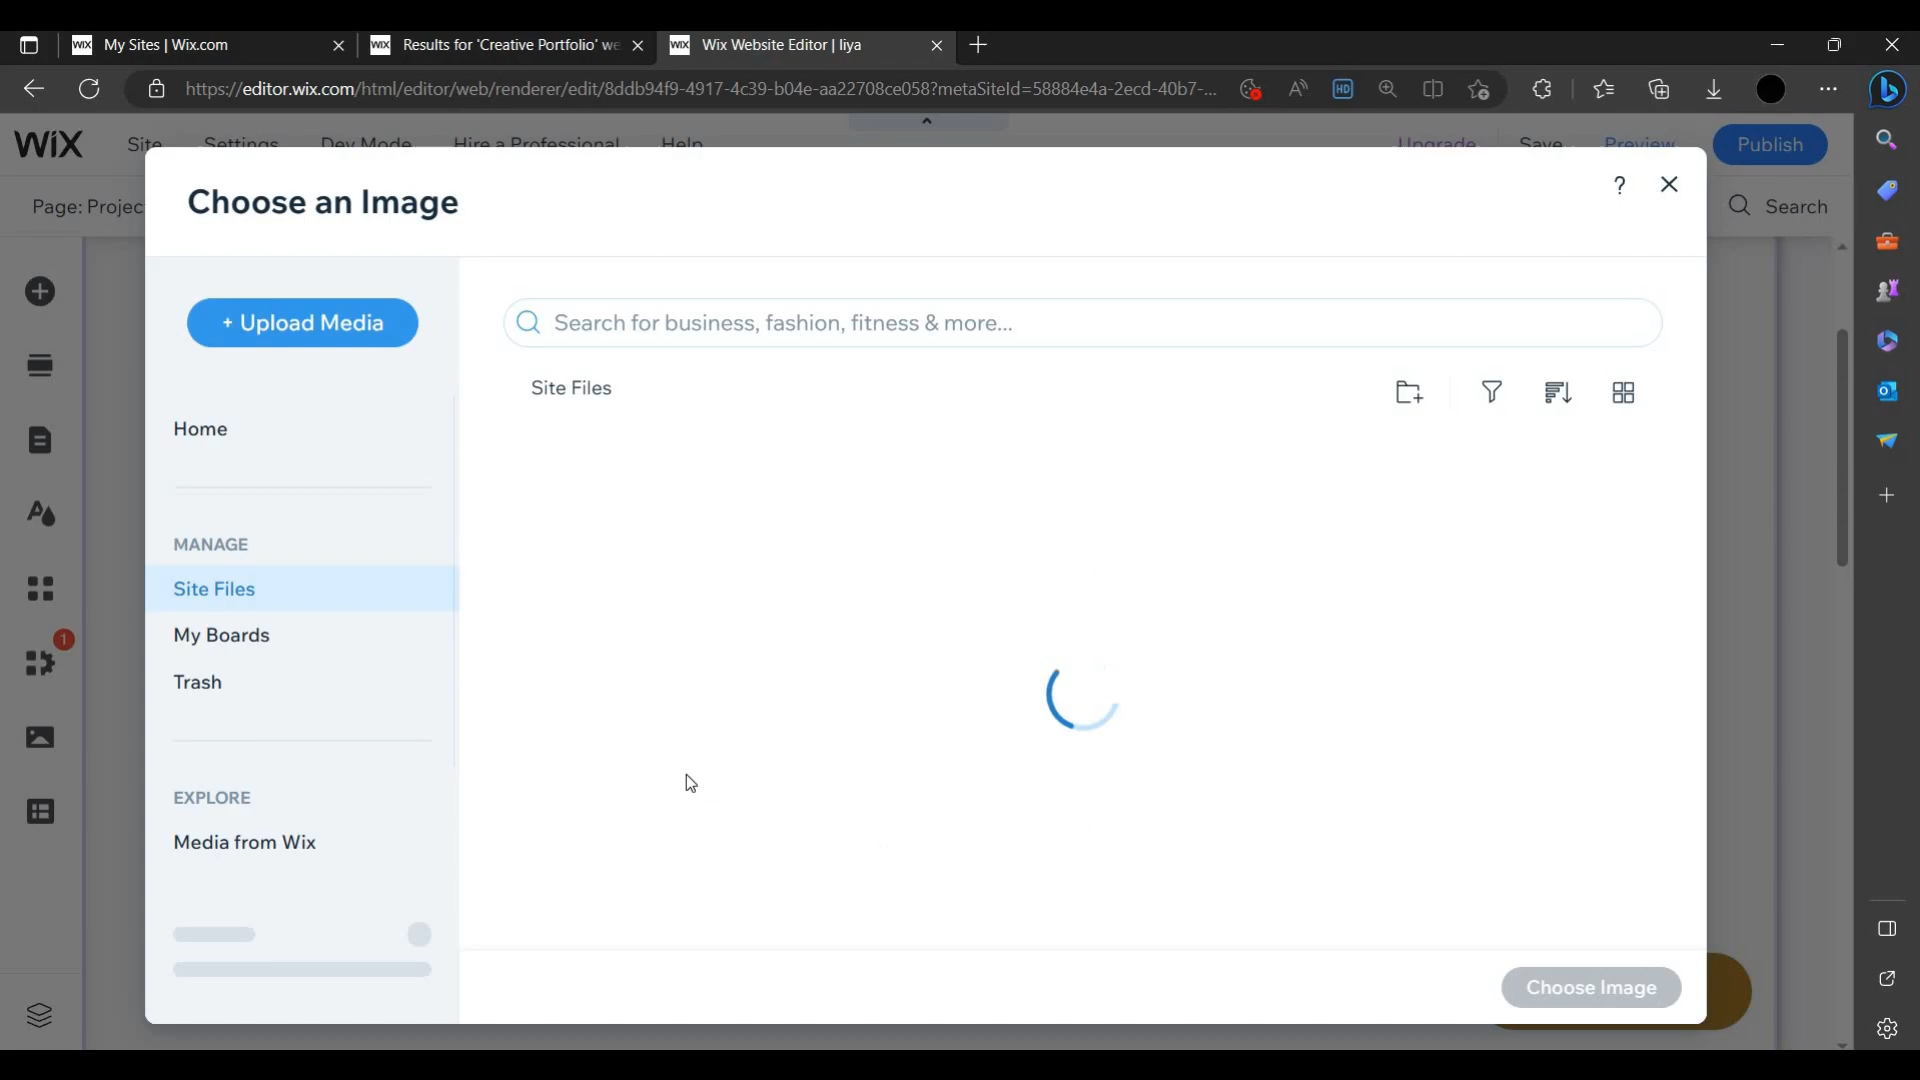 My Sites | Wix.com
Results for 'Creative Portfolio' we
Wix Website Editor | liya
https://editor.wix.com/html/editor/web/renderer/edit/8ddb94f9-4917-4c39-b04e-aa22708ce058?metaSiteId=58884e4a-2ecd-40b7-...
WiX
Site
Settings
Dev Mode
Hire a Professional
Help
Upgrade
Save
Preview
Publish
Page: Projec
Search
Choose an Image
?
+ Upload Media
Search for business, fashion, fitness & more...
Site Files
Home
MANAGE
Site Files
My Boards
Trash
1
EXPLORE
Media from Wix
Choose Image